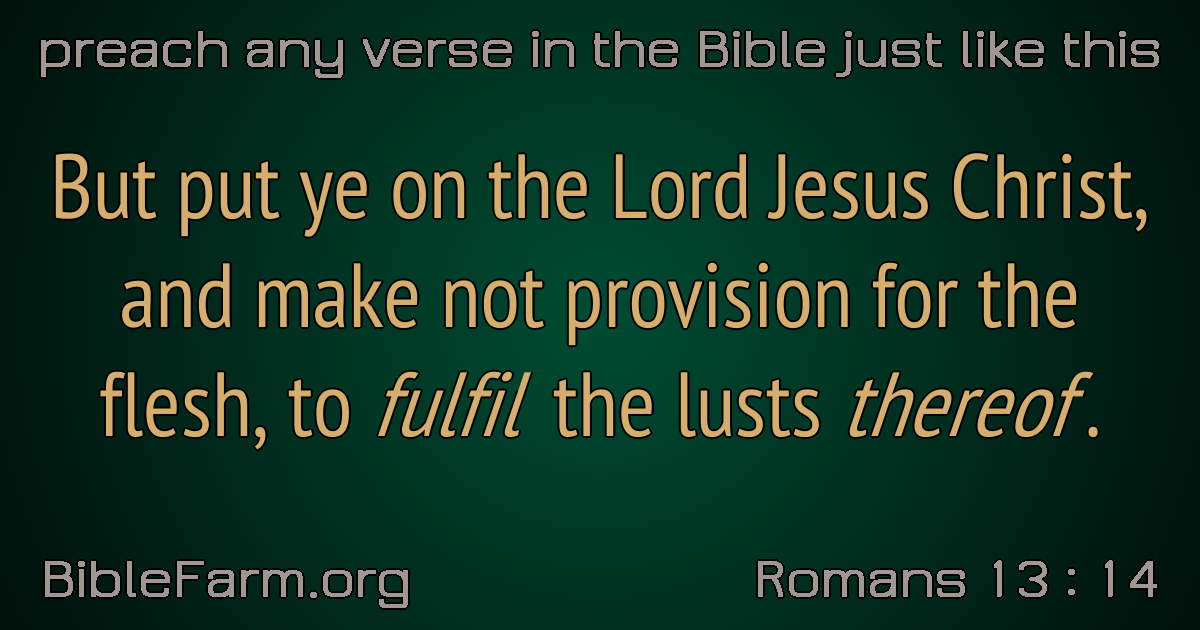 preach any verse in the Bible just like this
But put ye on the Lord Jesus Christ,
and make not provision for the
flesh, to fulfil the lusts thereof.
BibleFarm.org
Romans 13 : 14